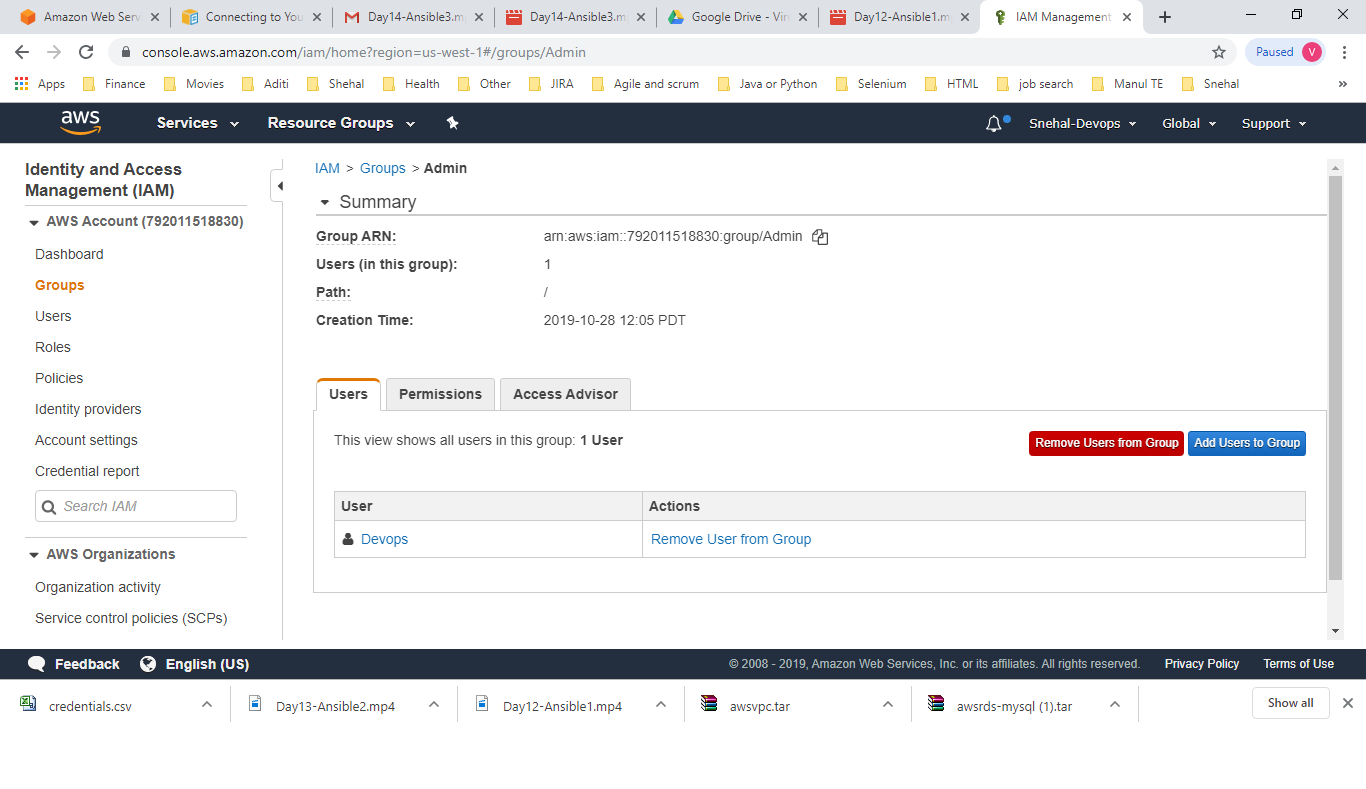 Amazon Web Serv
Connecting to You
Day14-Ansible3.m
Day14-Ansible3.m
Google Drive - Vir
Day12-Ansible1.m
IAM Management
console.aws.amazon.com/iam/home?region=us-west-1#/groups/Admin
Paused V
Apps Finance Movies Aditi Shehal Health Other JIRA Agile and scrum Java or Python Selenium HTML job search Manul TE Snehal »
aws Services Resource Groups Snehal-Devops Global Support
Identity and Access
Management (IAM)
AWS Account (792011518830)
Dashboard
Groups
Users
Roles
Policies
Identity providers
Account settings
Credential report
Search IAM
AWS Organizations
Organization activity
Service control policies (SCPs)
IAM > Groups > Admin
Summary
Group ARN: arn:aws:iam::792011518830:group/Admin
Users (in this group): 1
Path: /
Creation Time: 2019-10-28 12:05 PDT
Users Permissions Access Advisor
This view shows all users in this group: 1 User
Remove Users from Group Add Users to Group
User Actions
Devops Remove User from Group
Feedback English (US) © 2008 - 2019, Amazon Web Services, Inc. or its affiliates. All rights reserved. Privacy Policy Terms of Use
credentials.csv Day13-Ansible2.mp4 Day12-Ansible1.mp4 awsvpc.tar awsrds-mysql (1).tar Show all